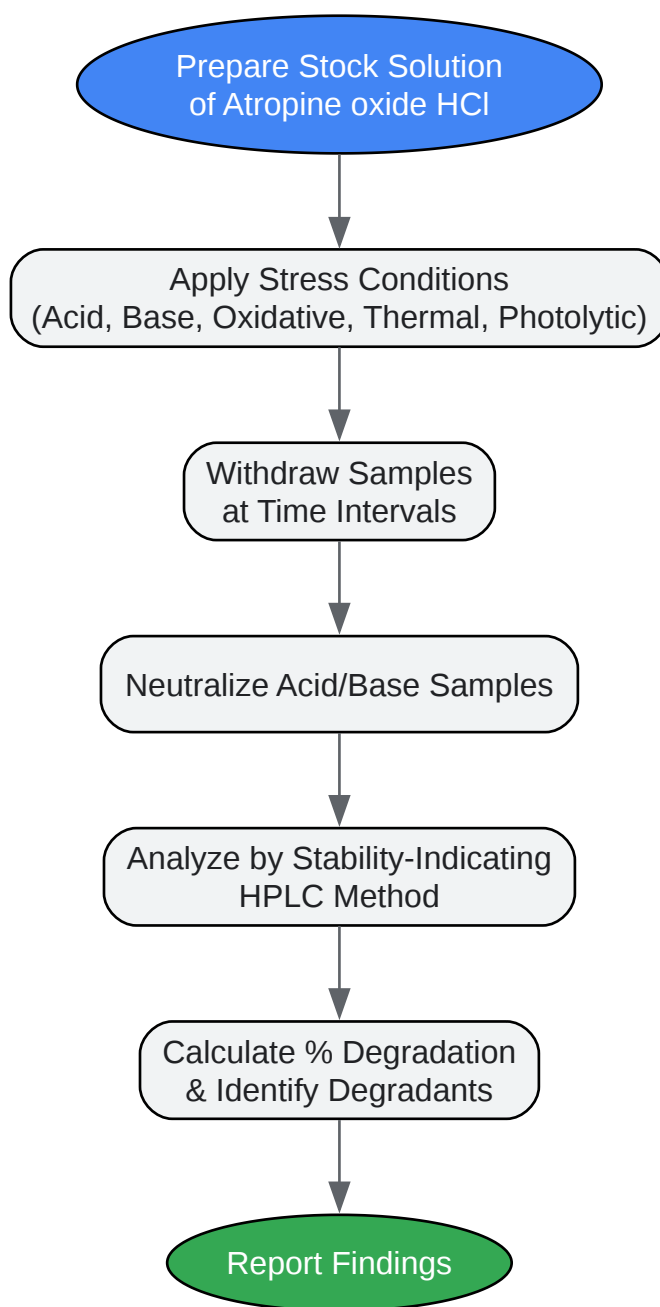 Prepare Stock Solution
of Atropine oxide HCl
Apply Stress Conditions
(Acid, Base, Oxidative, Thermal, Photolytic)
Withdraw Samples
at Time Intervals
Neutralize Acid/Base Samples
Analyze by Stability-Indicating
HPLC Method
Calculate % Degradation
& Identify Degradants
Report Findings